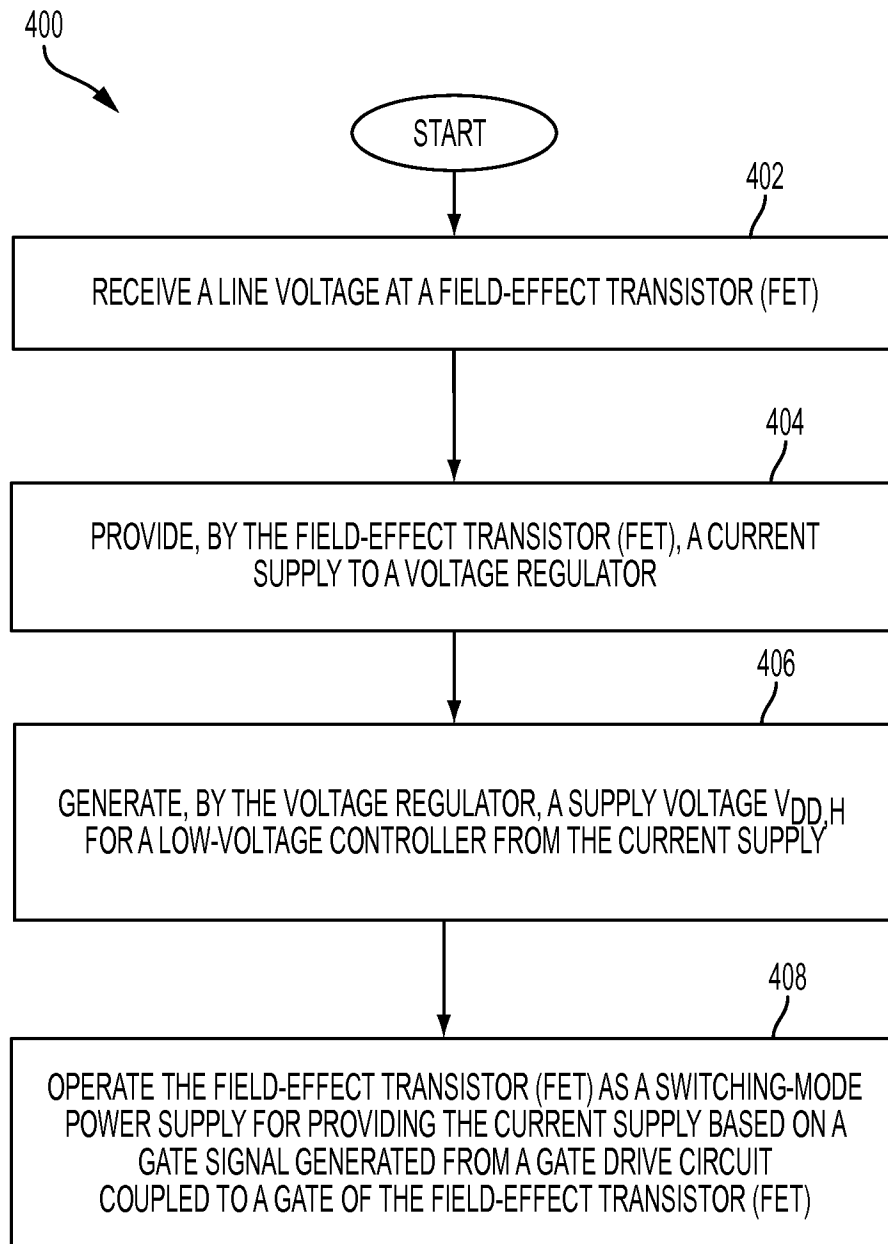 400
START
402
RECEIVE A LINE VOLTAGE AT A FIELD-EFFECT TRANSISTOR (FET)
404
PROVIDE, BY THE FIELD-EFFECT TRANSISTOR (FET), A CURRENT
SUPPLY TO A VOLTAGE REGULATOR
406
GENERATE, BY THE VOLTAGE REGULATOR, A SUPPLY VOLTAGE VDD,H
FOR A LOW-VOLTAGE CONTROLLER FROM THE CURRENT SUPPLY
408
OPERATE THE FIELD-EFFECT TRANSISTOR (FET) AS A SWITCHING-MODE
POWER SUPPLY FOR PROVIDING THE CURRENT SUPPLY BASED ON A
GATE SIGNAL GENERATED FROM A GATE DRIVE CIRCUIT
COUPLED TO A GATE OF THE FIELD-EFFECT TRANSISTOR (FET)